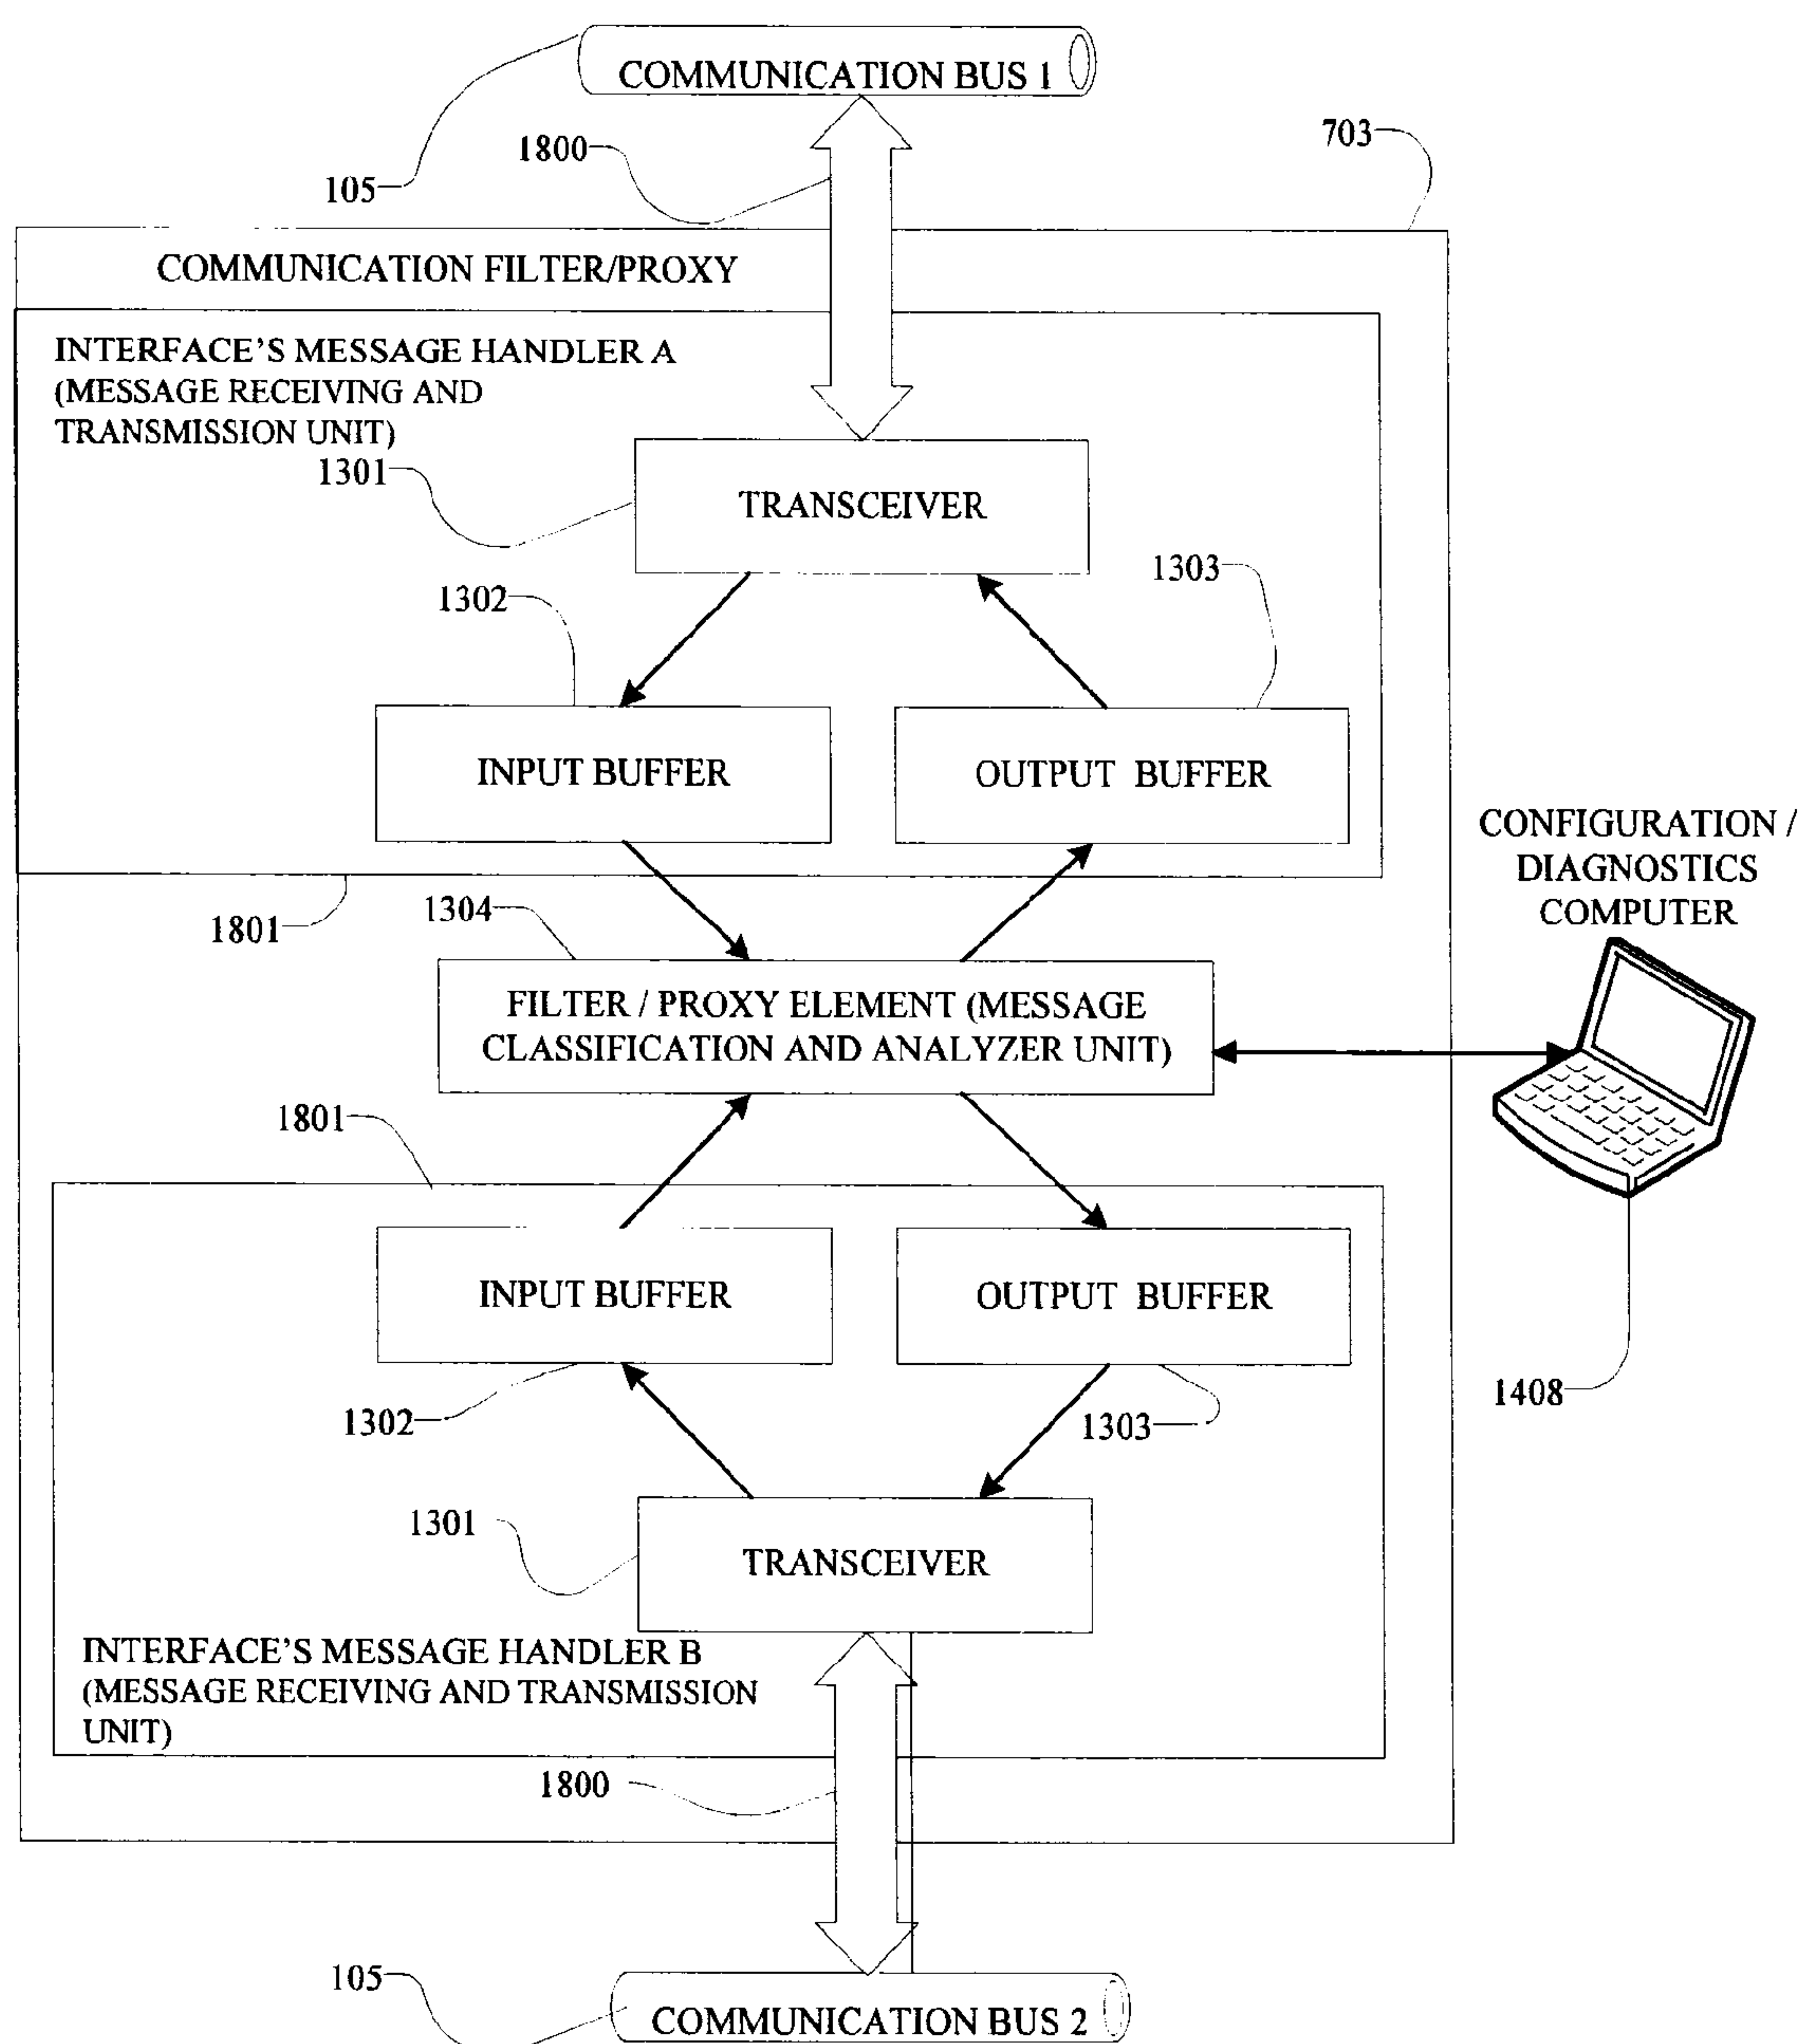 COMMUNICATION BUS 1
1800
703
105
COMMUNICATION FILTER/PROXY
INTERFACE'S MESSAGE HANDLER A
(MESSAGE RECEIVING AND
TRANSMISSION UNIT)
1301
TRANSCEIVER
1303
1302
INPUT BUFFER
OUTPUT BUFFER
CONFIGURATION /
DIAGNOSTICS
COMPUTER
1801
1304
FILTER / PROXY ELEMENT (MESSAGE
CLASSIFICATION AND ANALYZER UNIT)
1801
INPUT BUFFER
OUTPUT BUFFER
1408
1302
1303
1301
TRANSCEIVER
INTERFACE'S MESSAGE HANDLER B
(MESSAGE RECEIVING AND TRANSMISSION
UNIT)
1800
105
COMMUNICATION BUS 2